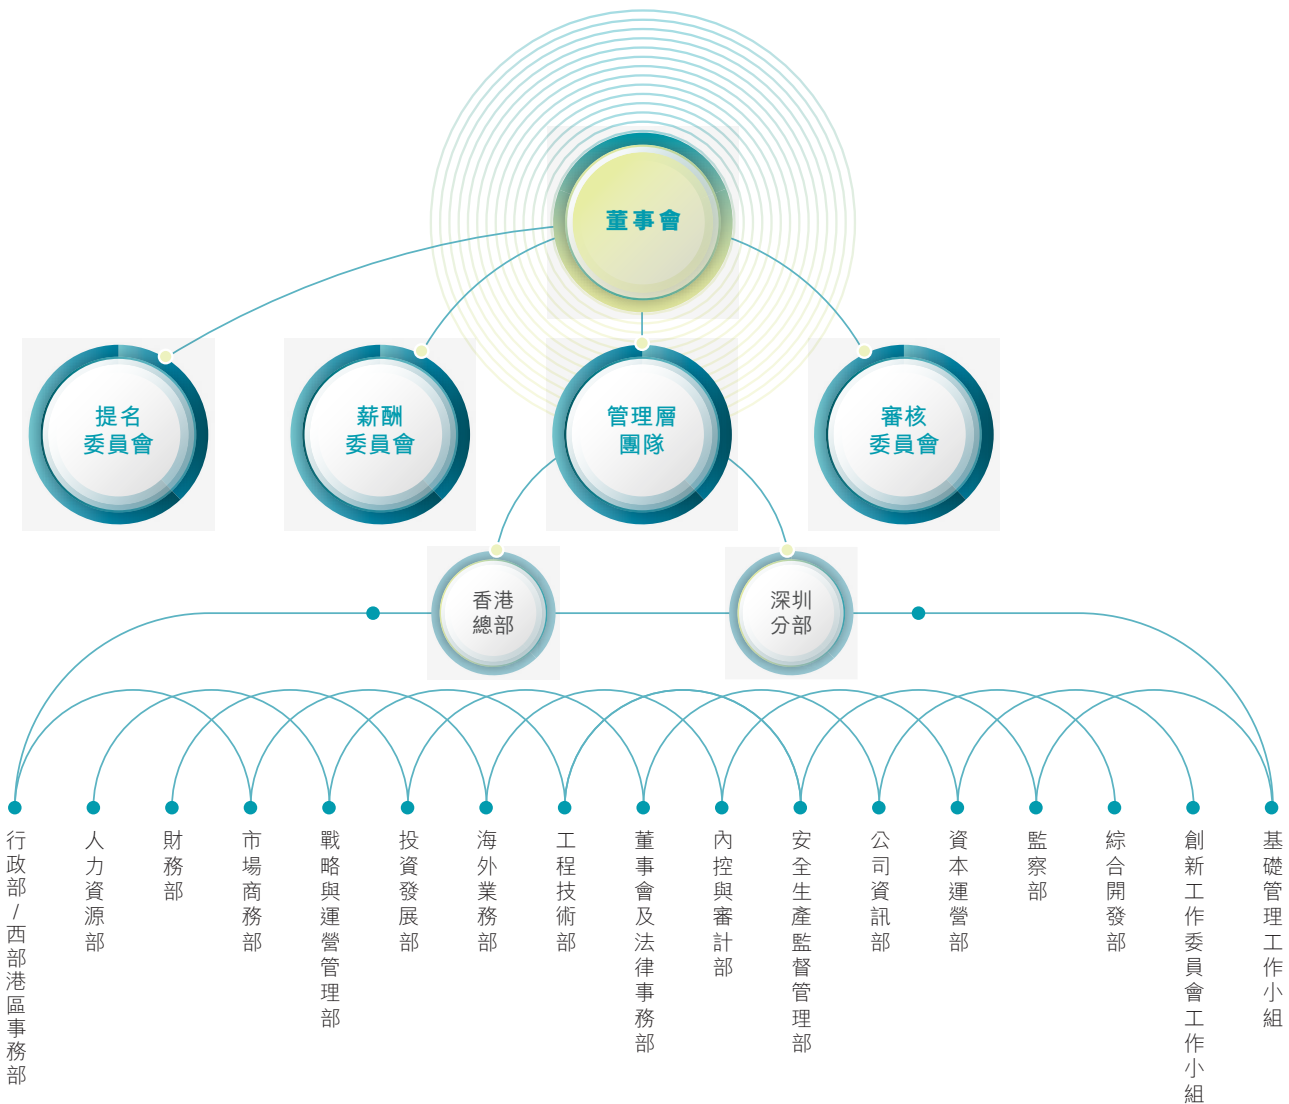 董事會
提名
委員會
薪酬
委員會
管理層
團隊
審核
委員會
香港
總部
深圳
分部
行政部/西部港區事務部
人力資源部
財務部
市場商務部
戰略與運營管理部
投資發展部
海外業務部
工程技術部
董事會及法律事務部
內控與審計部
安全生產監督管理部
公司資訊部
資本運營部
監察部
綜合開發部
創新工作委員會工作小組
基礎管理工作小組